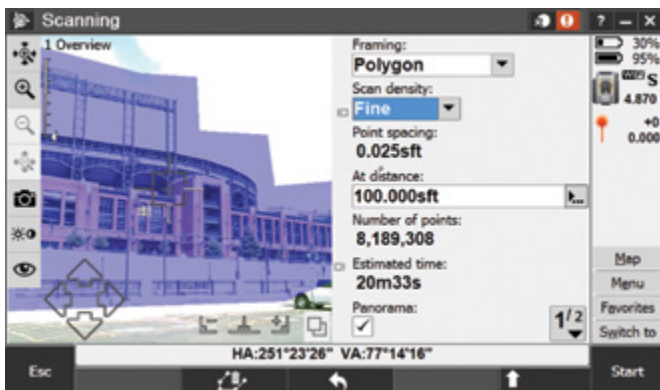 Scanning
? – ×
1 Overview
Framing:
30%
Polygon
95%
Scan density:
WiFi S
Fine
4.870
Point spacing:
+0
0.025sft
0.000
At distance:
100.000sft
Number of points:
8,189,308
Estimated time:
Map
20m33s
Menu
Panorama:
1/2
Favorites
Switch to
HA:251°23'26" VA:77°14'16"
Esc
Start